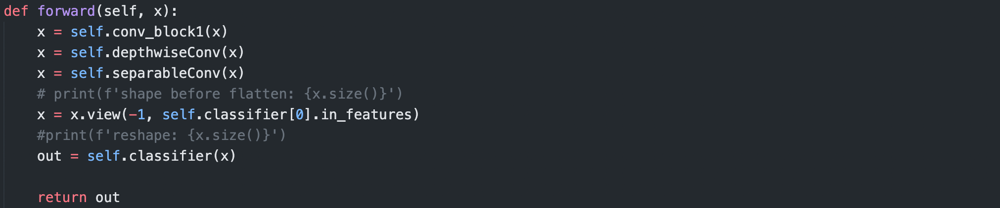 def forward(self, x):
    x = self.conv_block1(x)
    x = self.depthwiseConv(x)
    x = self.separableConv(x)
    # print(f'shape before flatten: {x.size()}')
    x = x.view(-1, self.classifier[0].in_features)
    #print(f'reshape: {x.size()}')
    out = self.classifier(x)

    return out